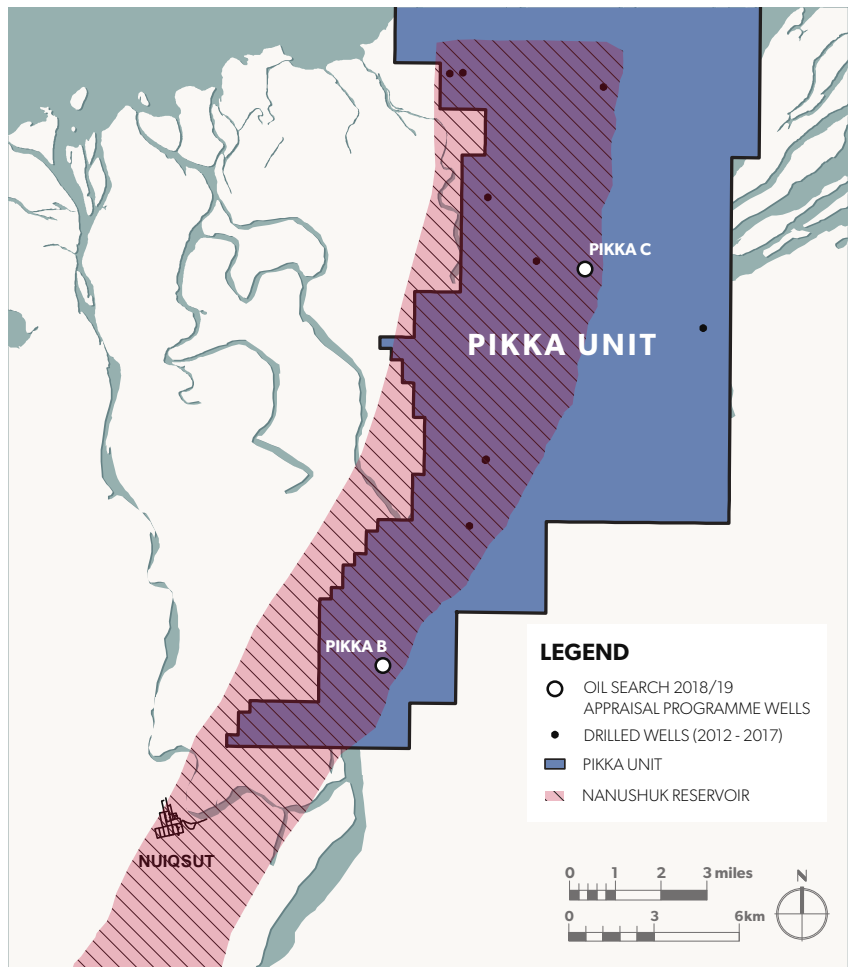 PIKKA C
PIKKA UNIT
PIKKA B
NUIQSUT
LEGEND
OIL SEARCH 2018/19
APPRAISAL PROGRAMME WELLS
DRILLED WELLS (2012 - 2017)
PIKKA UNIT
NANUSHUK RESERVOIR
0 1 2 3 miles
0 3 6km
N